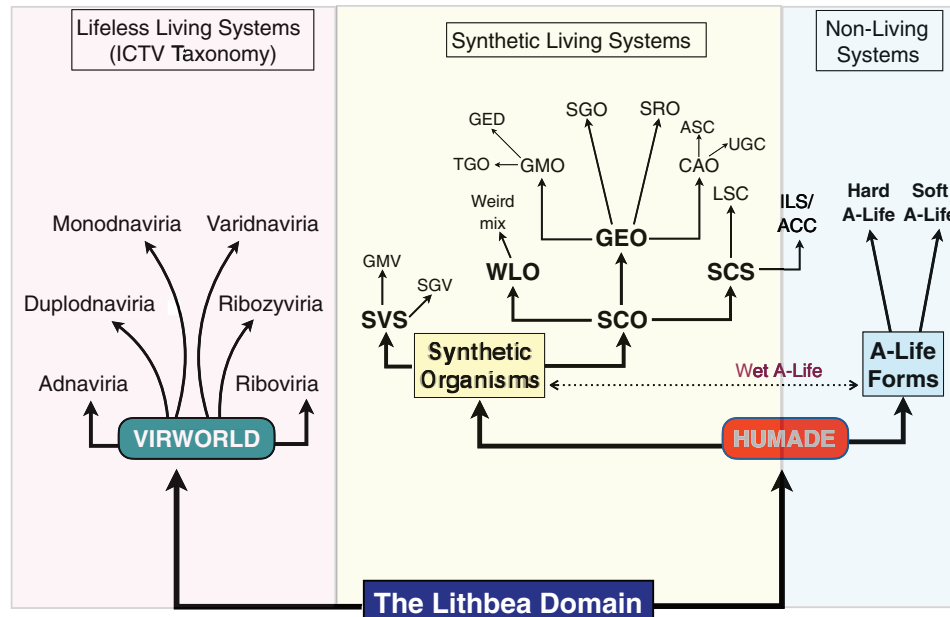 Lifeless Living Systems
(ICTV Taxonomy)
Synthetic Living Systems
Non-Living
Systems
GED
SGO
SRO
ASC
UGC
TGO
GMO
CAO
Weird
mix
LSC
ILS/
ACC
Hard
A-Life
Soft
A-Life
Monodnaviria
Varidnaviria
GEO
WLO
SCS
GMV
SGV
Duplodnaviria
Ribozyviria
SVS
SCO
Synthetic
Organisms
A-Life
Forms
Wet A-Life
Adnaviria
Riboviria
VIRWORLD
HUMADE
The Lithbea Domain